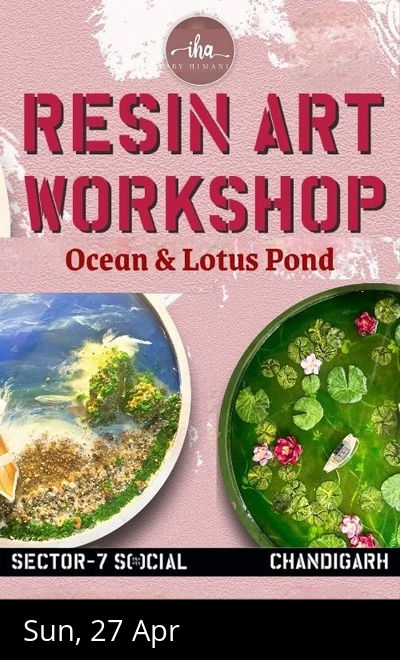 iha
BY HIMANI
RESIN ART
WORKSHOP
Ocean & Lotus Pond
SECTOR-7 SOCIAL
CHANDIGARH
Sun, 27 Apr